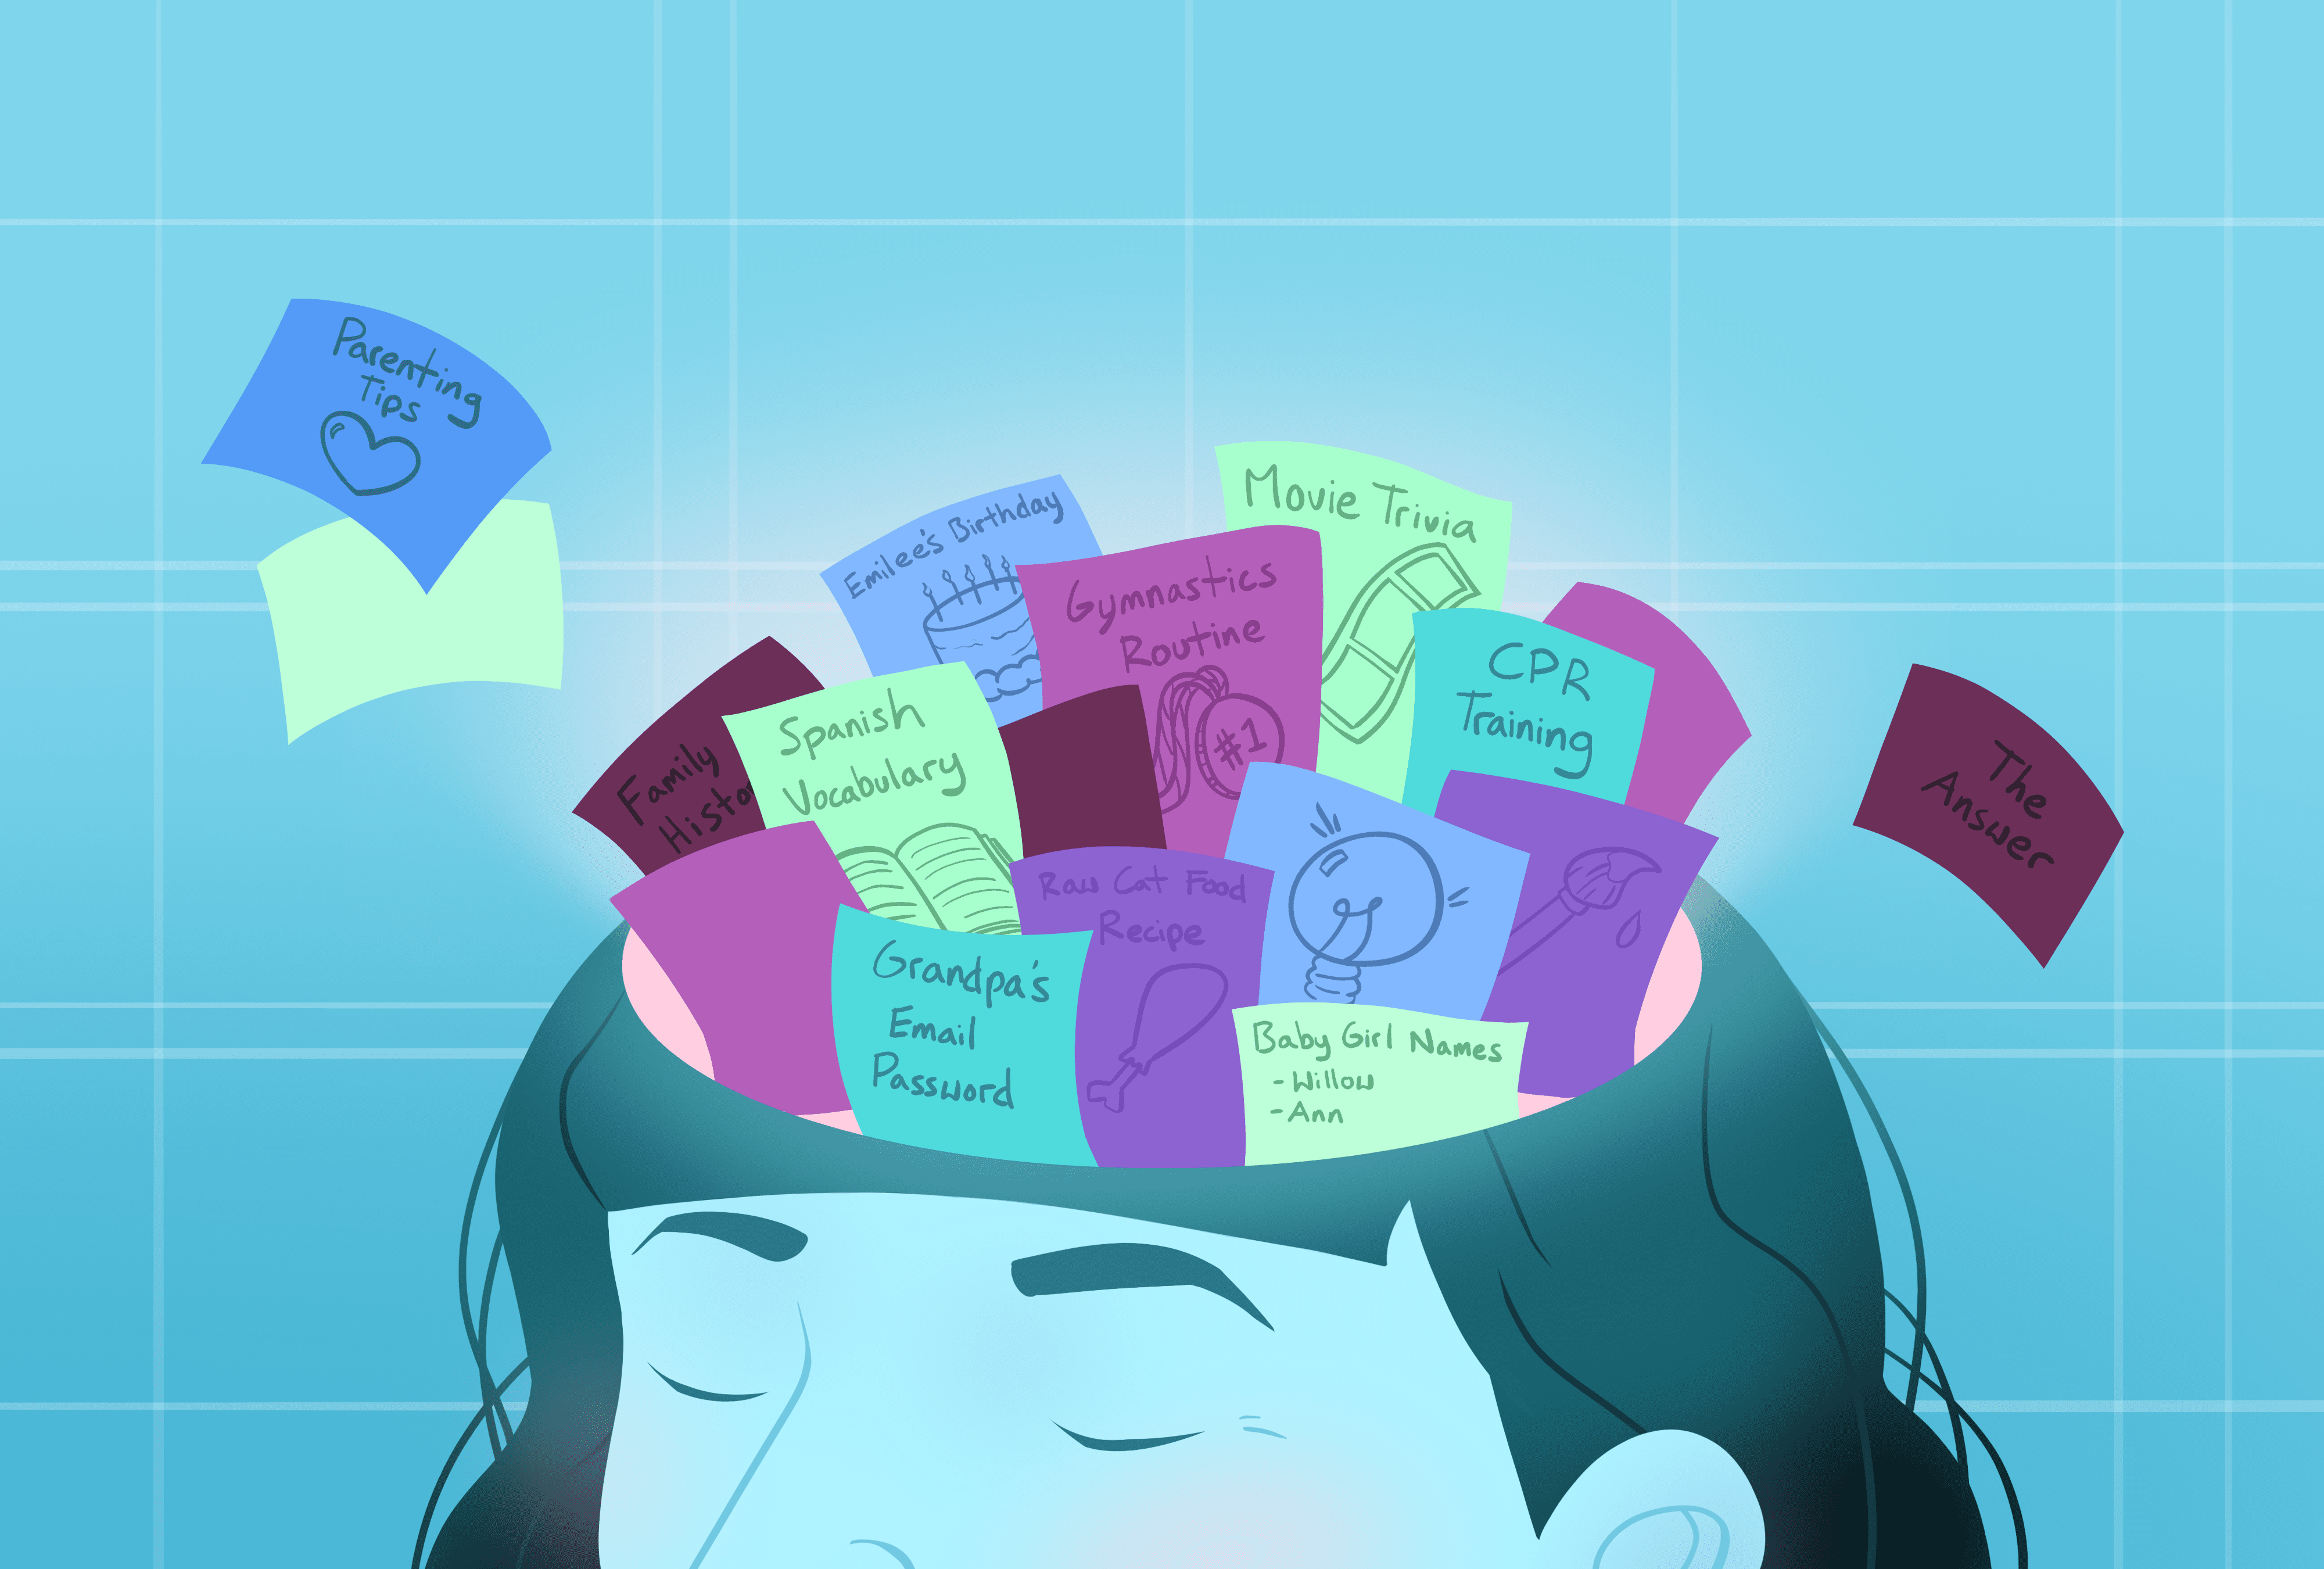 Parenting
Tips
Emilee's Birthday
Movie Trivia
Gymnastics
Routine
#1
CPR
Training
Family
Histo
Spanish
Vocabulary
The
Answer
Raw Cat Food
Recipe
Grandpa's
Email
Password
Baby Girl Names
- Willow
- Ann